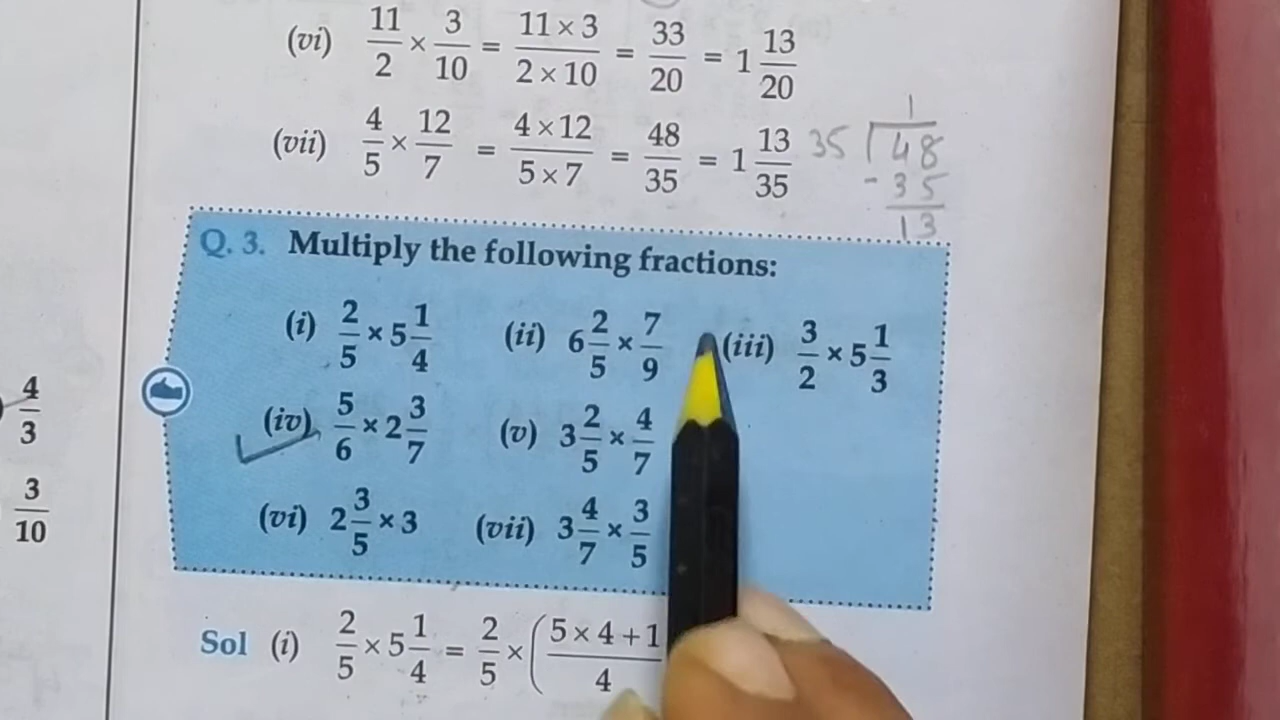 (vi) 11/2 × 3/10 = 11 × 3/2 × 10 = 33/20 = 1 13/20
(vii) 4/5 × 12/7 = 4 × 12/5 × 7 = 48/35 = 1 13/35
1
35 48
- 35
13
Q. 3. Multiply the following fractions:
(i) 2/5 × 5 1/4 (ii) 6 2/5 × 7/9 (iii) 3/2 × 5 1/3
(iv) 5/6 × 2 3/7 (v) 3 2/5 × 4/7
(vi) 2 3/5 × 3 (vii) 3 4/7 × 3/5
4/3
3/10
Sol (i) 2/5 × 5 1/4 = 2/5 × (5 × 4 + 1/4